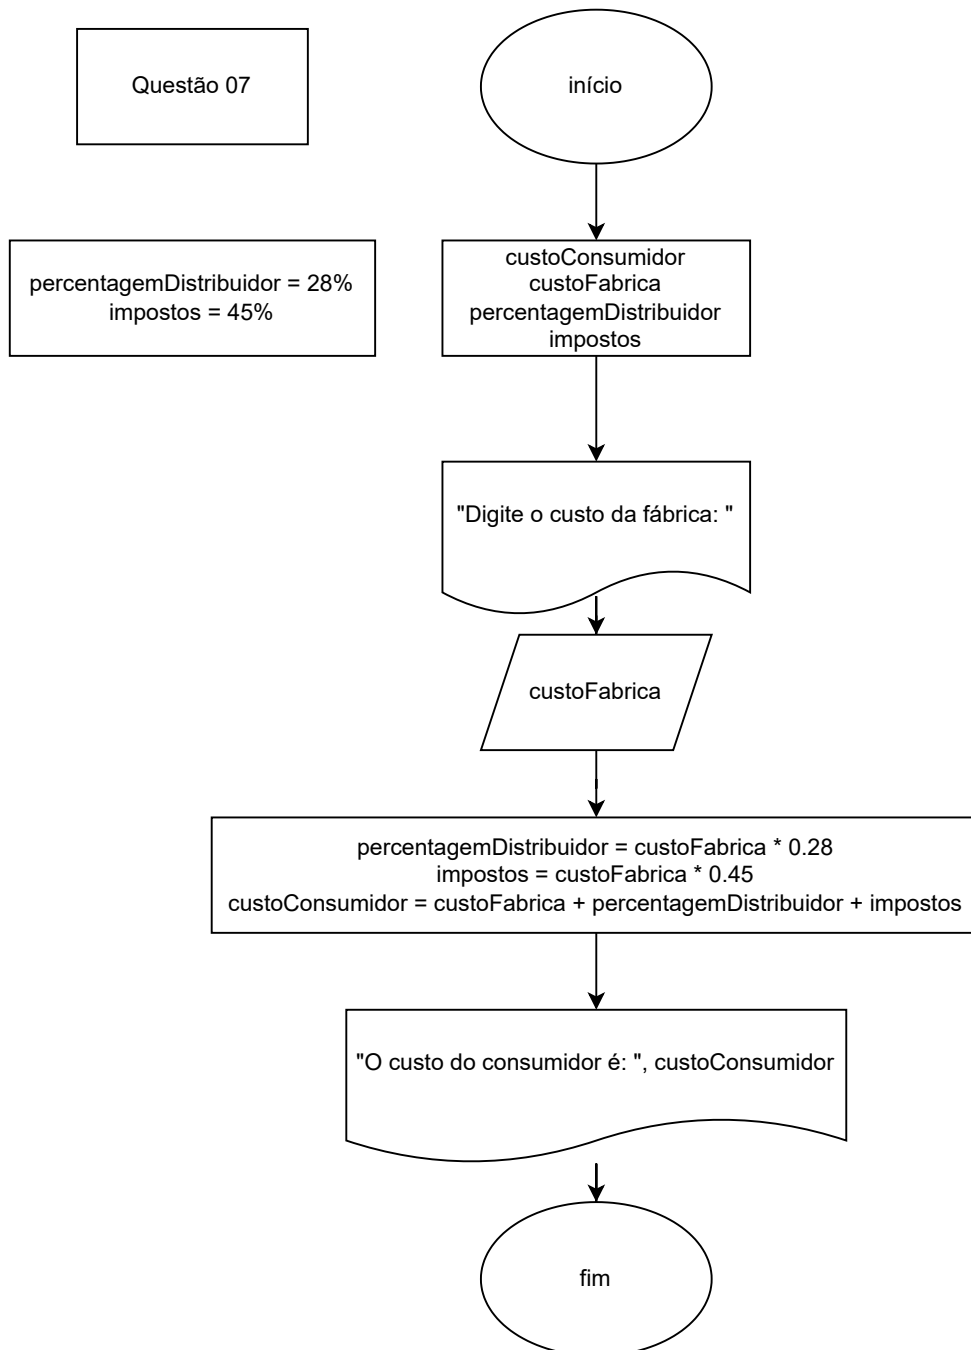 Questão 07
início
percentagemDistribuidor = 28%
impostos = 45%
custoConsumidor
custoFabrica
percentagemDistribuidor
impostos
"Digite o custo da fábrica: "
custoFabrica
percentagemDistribuidor = custoFabrica * 0.28
impostos = custoFabrica * 0.45
custoConsumidor = custoFabrica + percentagemDistribuidor + impostos
"O custo do consumidor é: ", custoConsumidor
fim